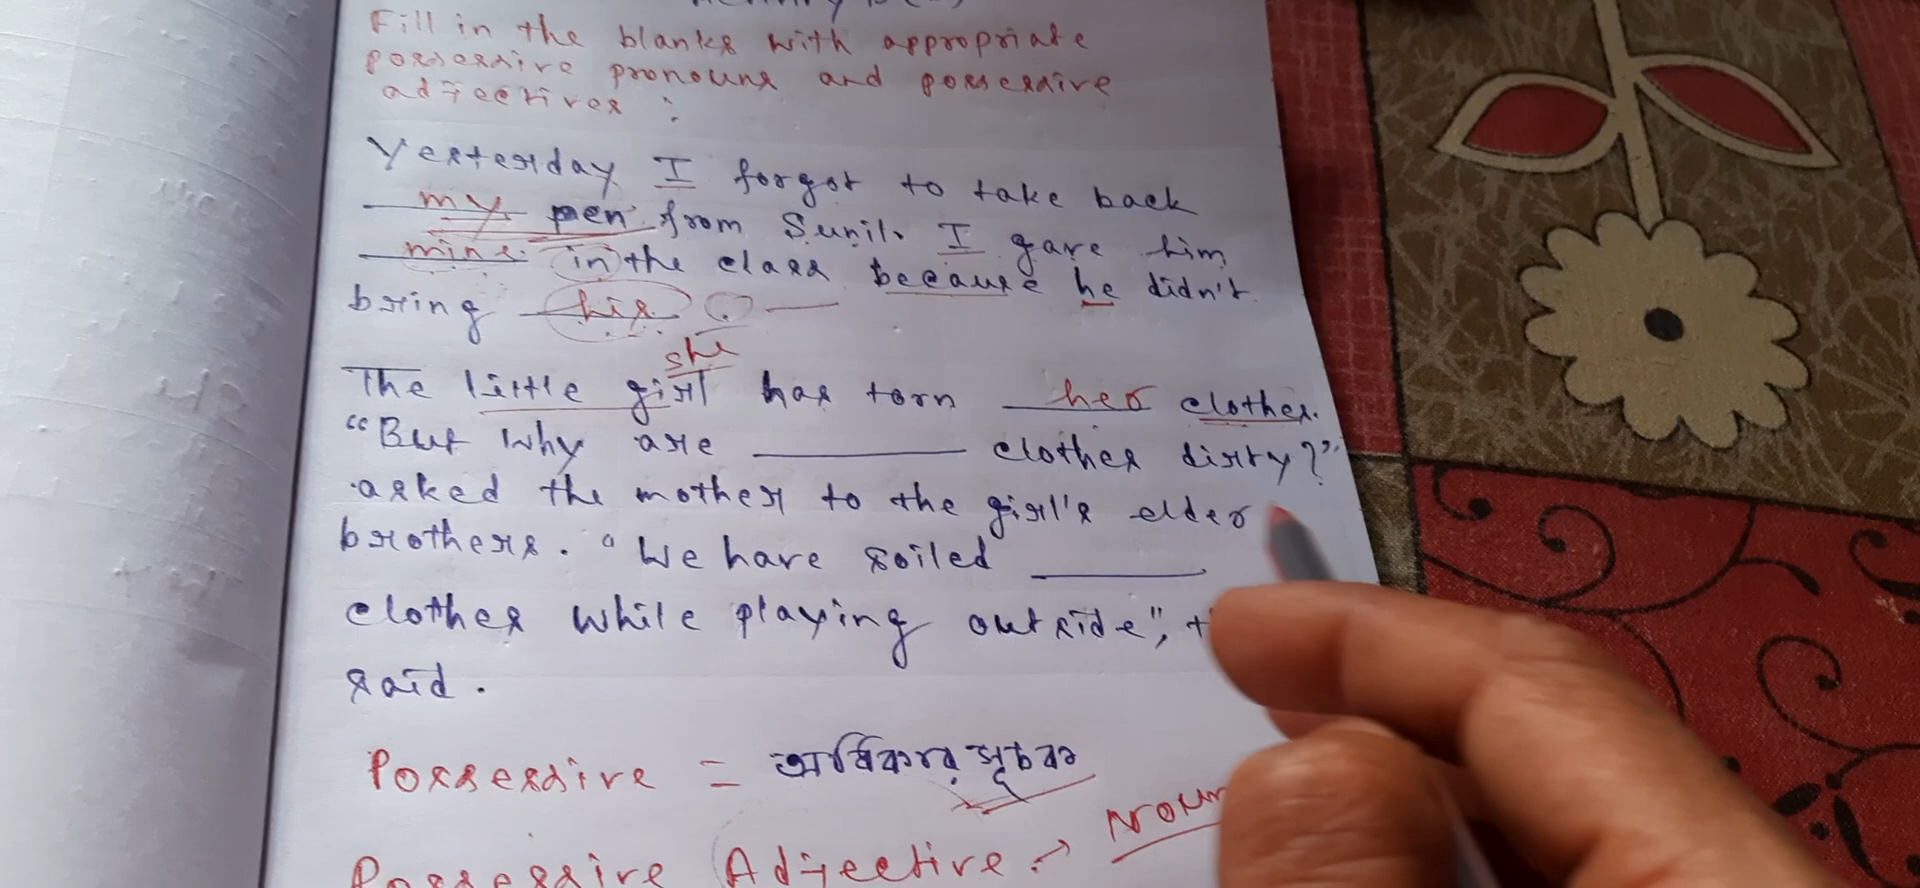 Fill in the blanks with appropriate
possessive pronouns and possessive
adjectives :
Yesterday I forgot to take back
my pen from Sunil. I gave him
mine in the class because he didn't
bring his .
she
The little girl has torn her clothes.
"But why are ______ clothes dirty?"
asked the mother to the girl's elder
brothers. "We have soiled ______
clothes while playing outside",
said.
Possessive = অধিকার সূচক
Noun
Possessive Adjective →